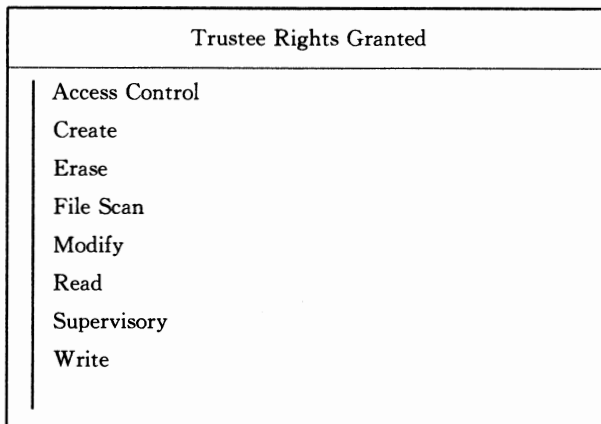 Trustee Rights Granted
Access Control
Create
Erase
File Scan
Modify
Read
Supervisory
Write